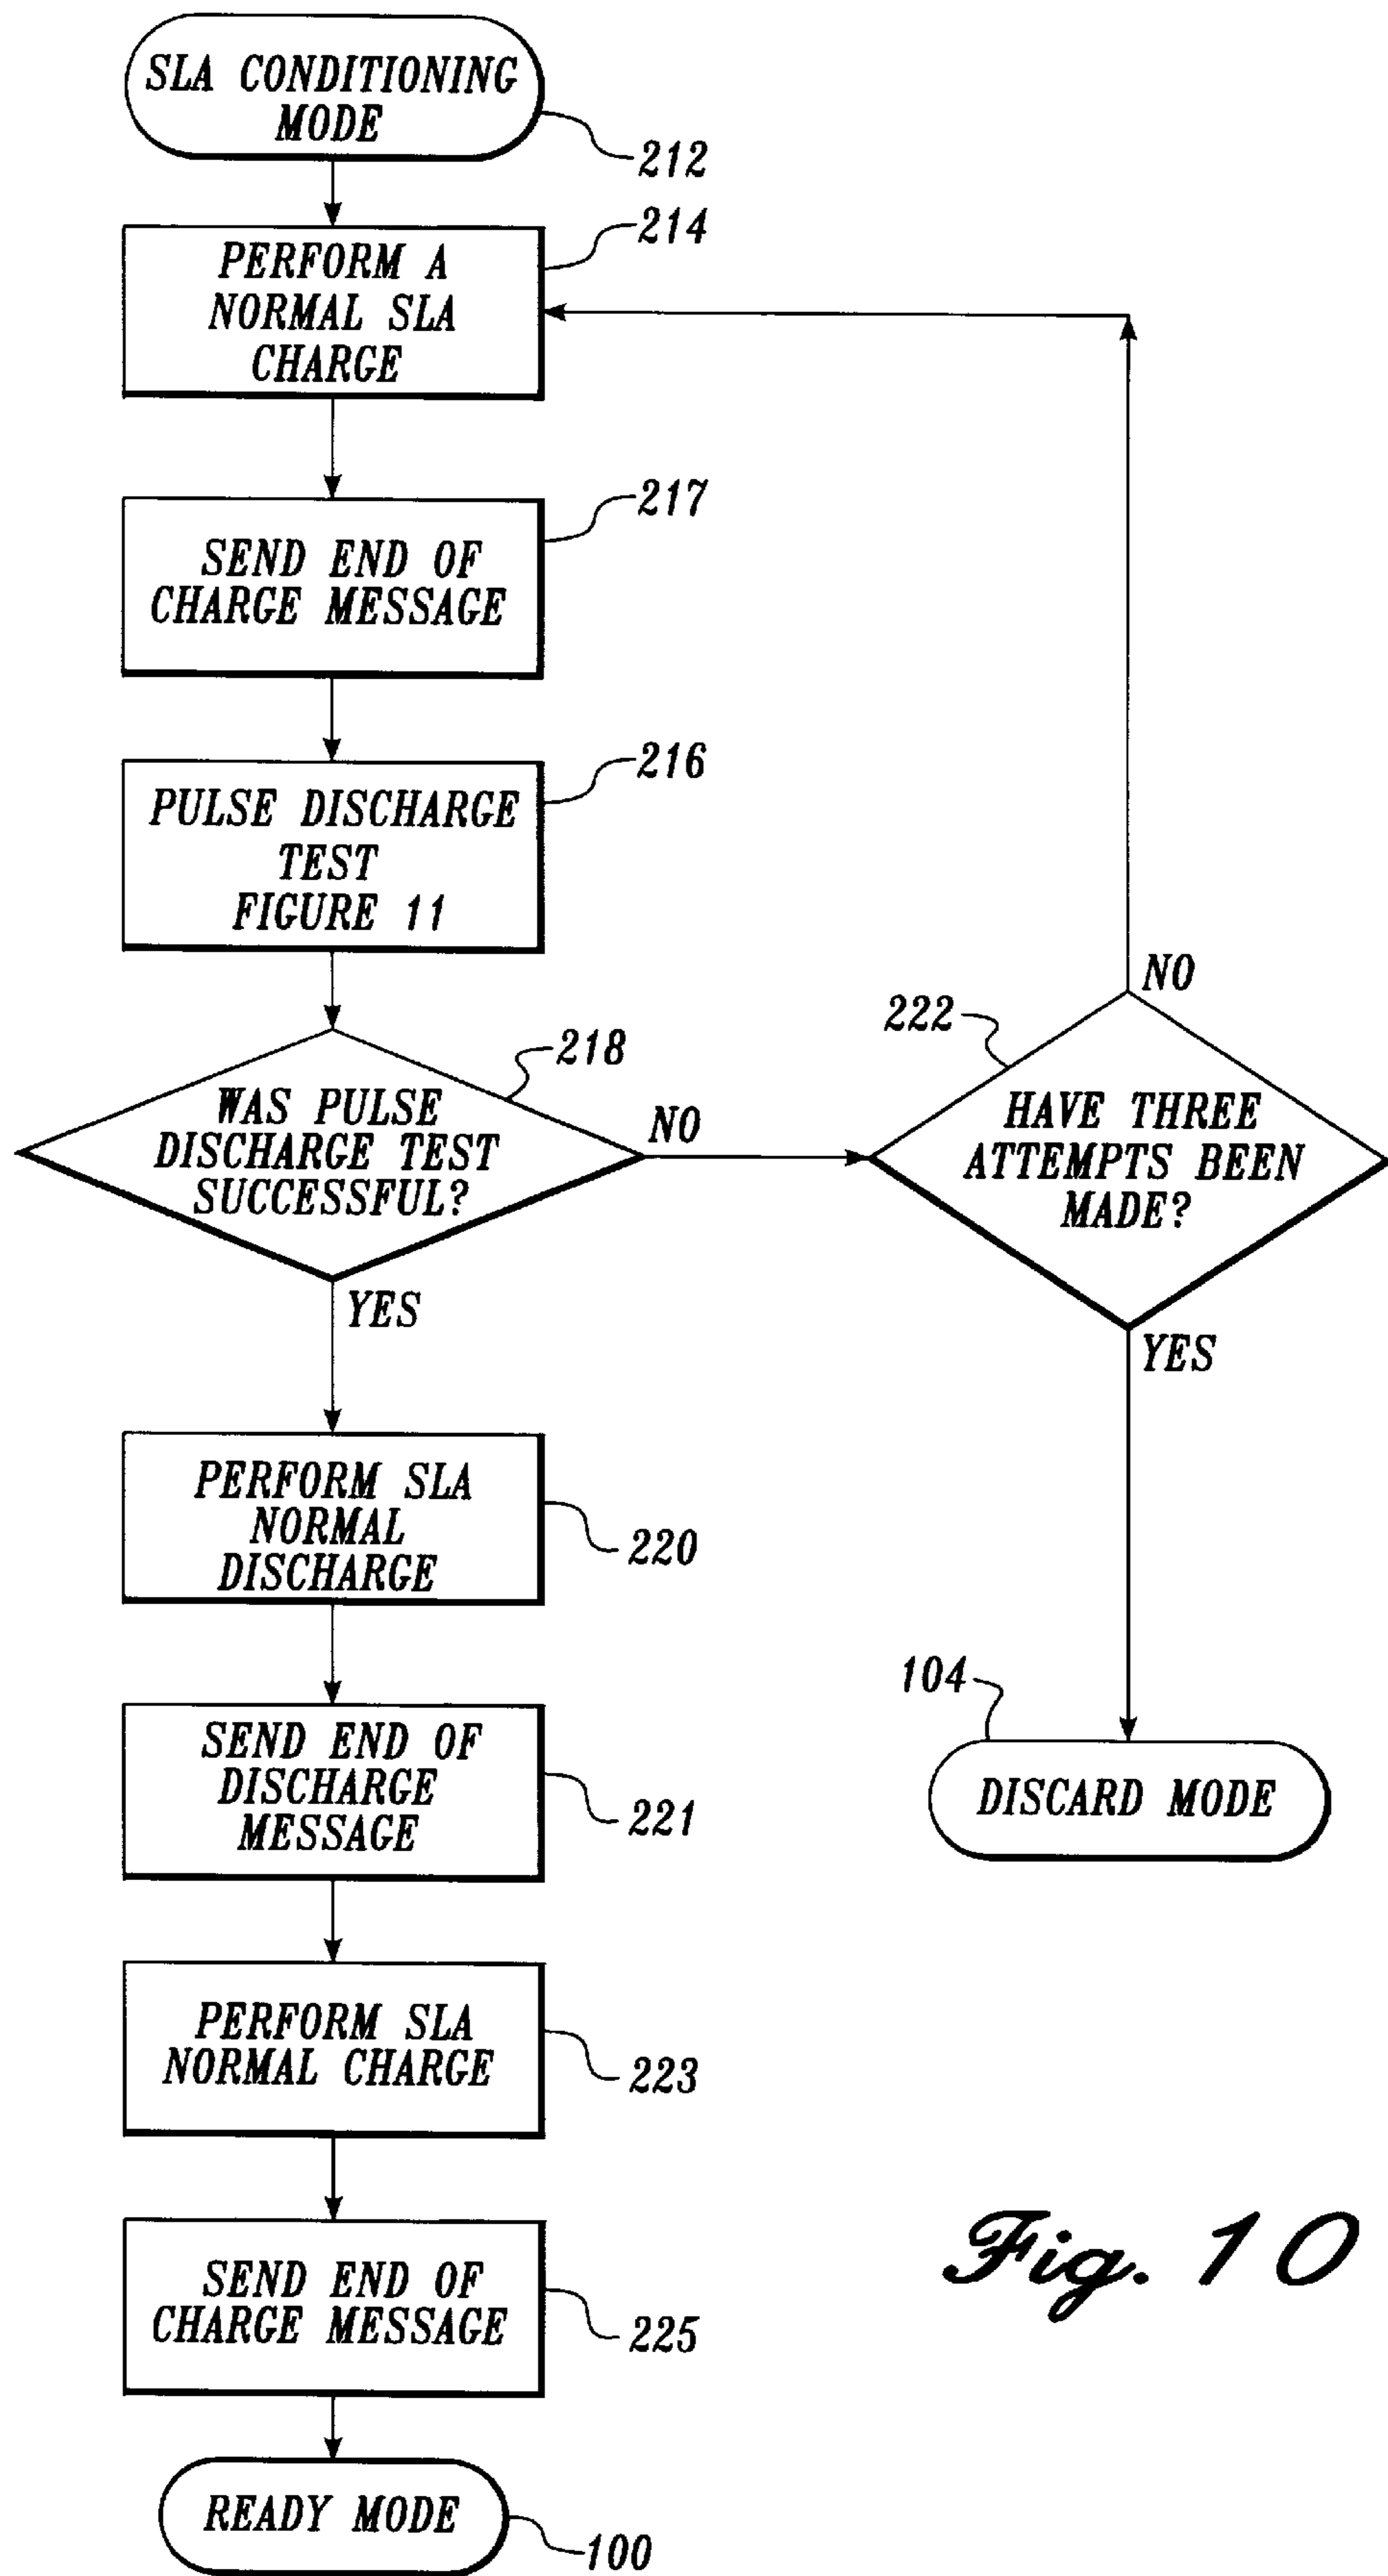 SLA CONDITIONING
MODE
212
214
PERFORM A
NORMAL SLA
CHARGE
217
SEND END OF
CHARGE MESSAGE
216
PULSE DISCHARGE
TEST
FIGURE 11
218
WAS PULSE
DISCHARGE TEST
SUCCESSFUL?
NO
YES
222
NO
HAVE THREE
ATTEMPTS BEEN
MADE?
YES
PERFORM SLA
NORMAL
DISCHARGE
220
104
DISCARD MODE
SEND END OF
DISCHARGE
MESSAGE
221
PERFORM SLA
NORMAL CHARGE
223
SEND END OF
CHARGE MESSAGE
225
READY MODE
100
Fig. 10